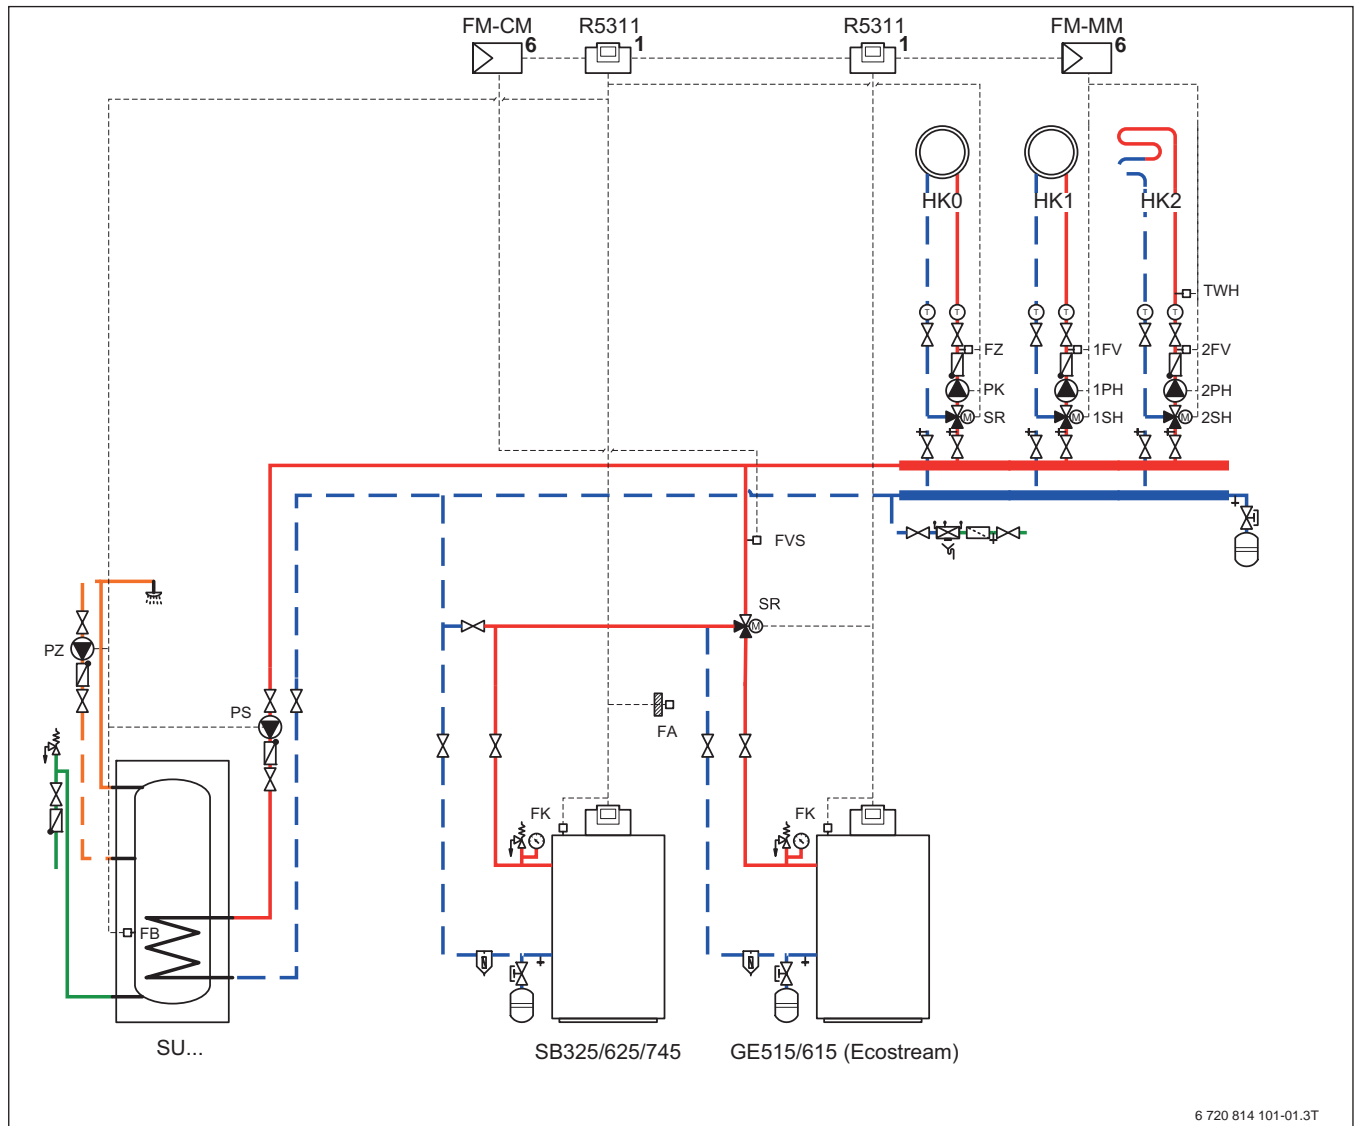 FM-CM
6
R5311
1
R5311
1
FM-MM
6
HK0
HK1
HK2
TWH
T
T
T
T
T
T
FZ
1FV
2FV
PK
1PH
2PH
M
SR
M
1SH
M
2SH
FVS
SR
M
PZ
PS
FA
FK
FK
FB
SU...
SB325/625/745
GE515/615 (Ecostream)
6 720 814 101-01.3T